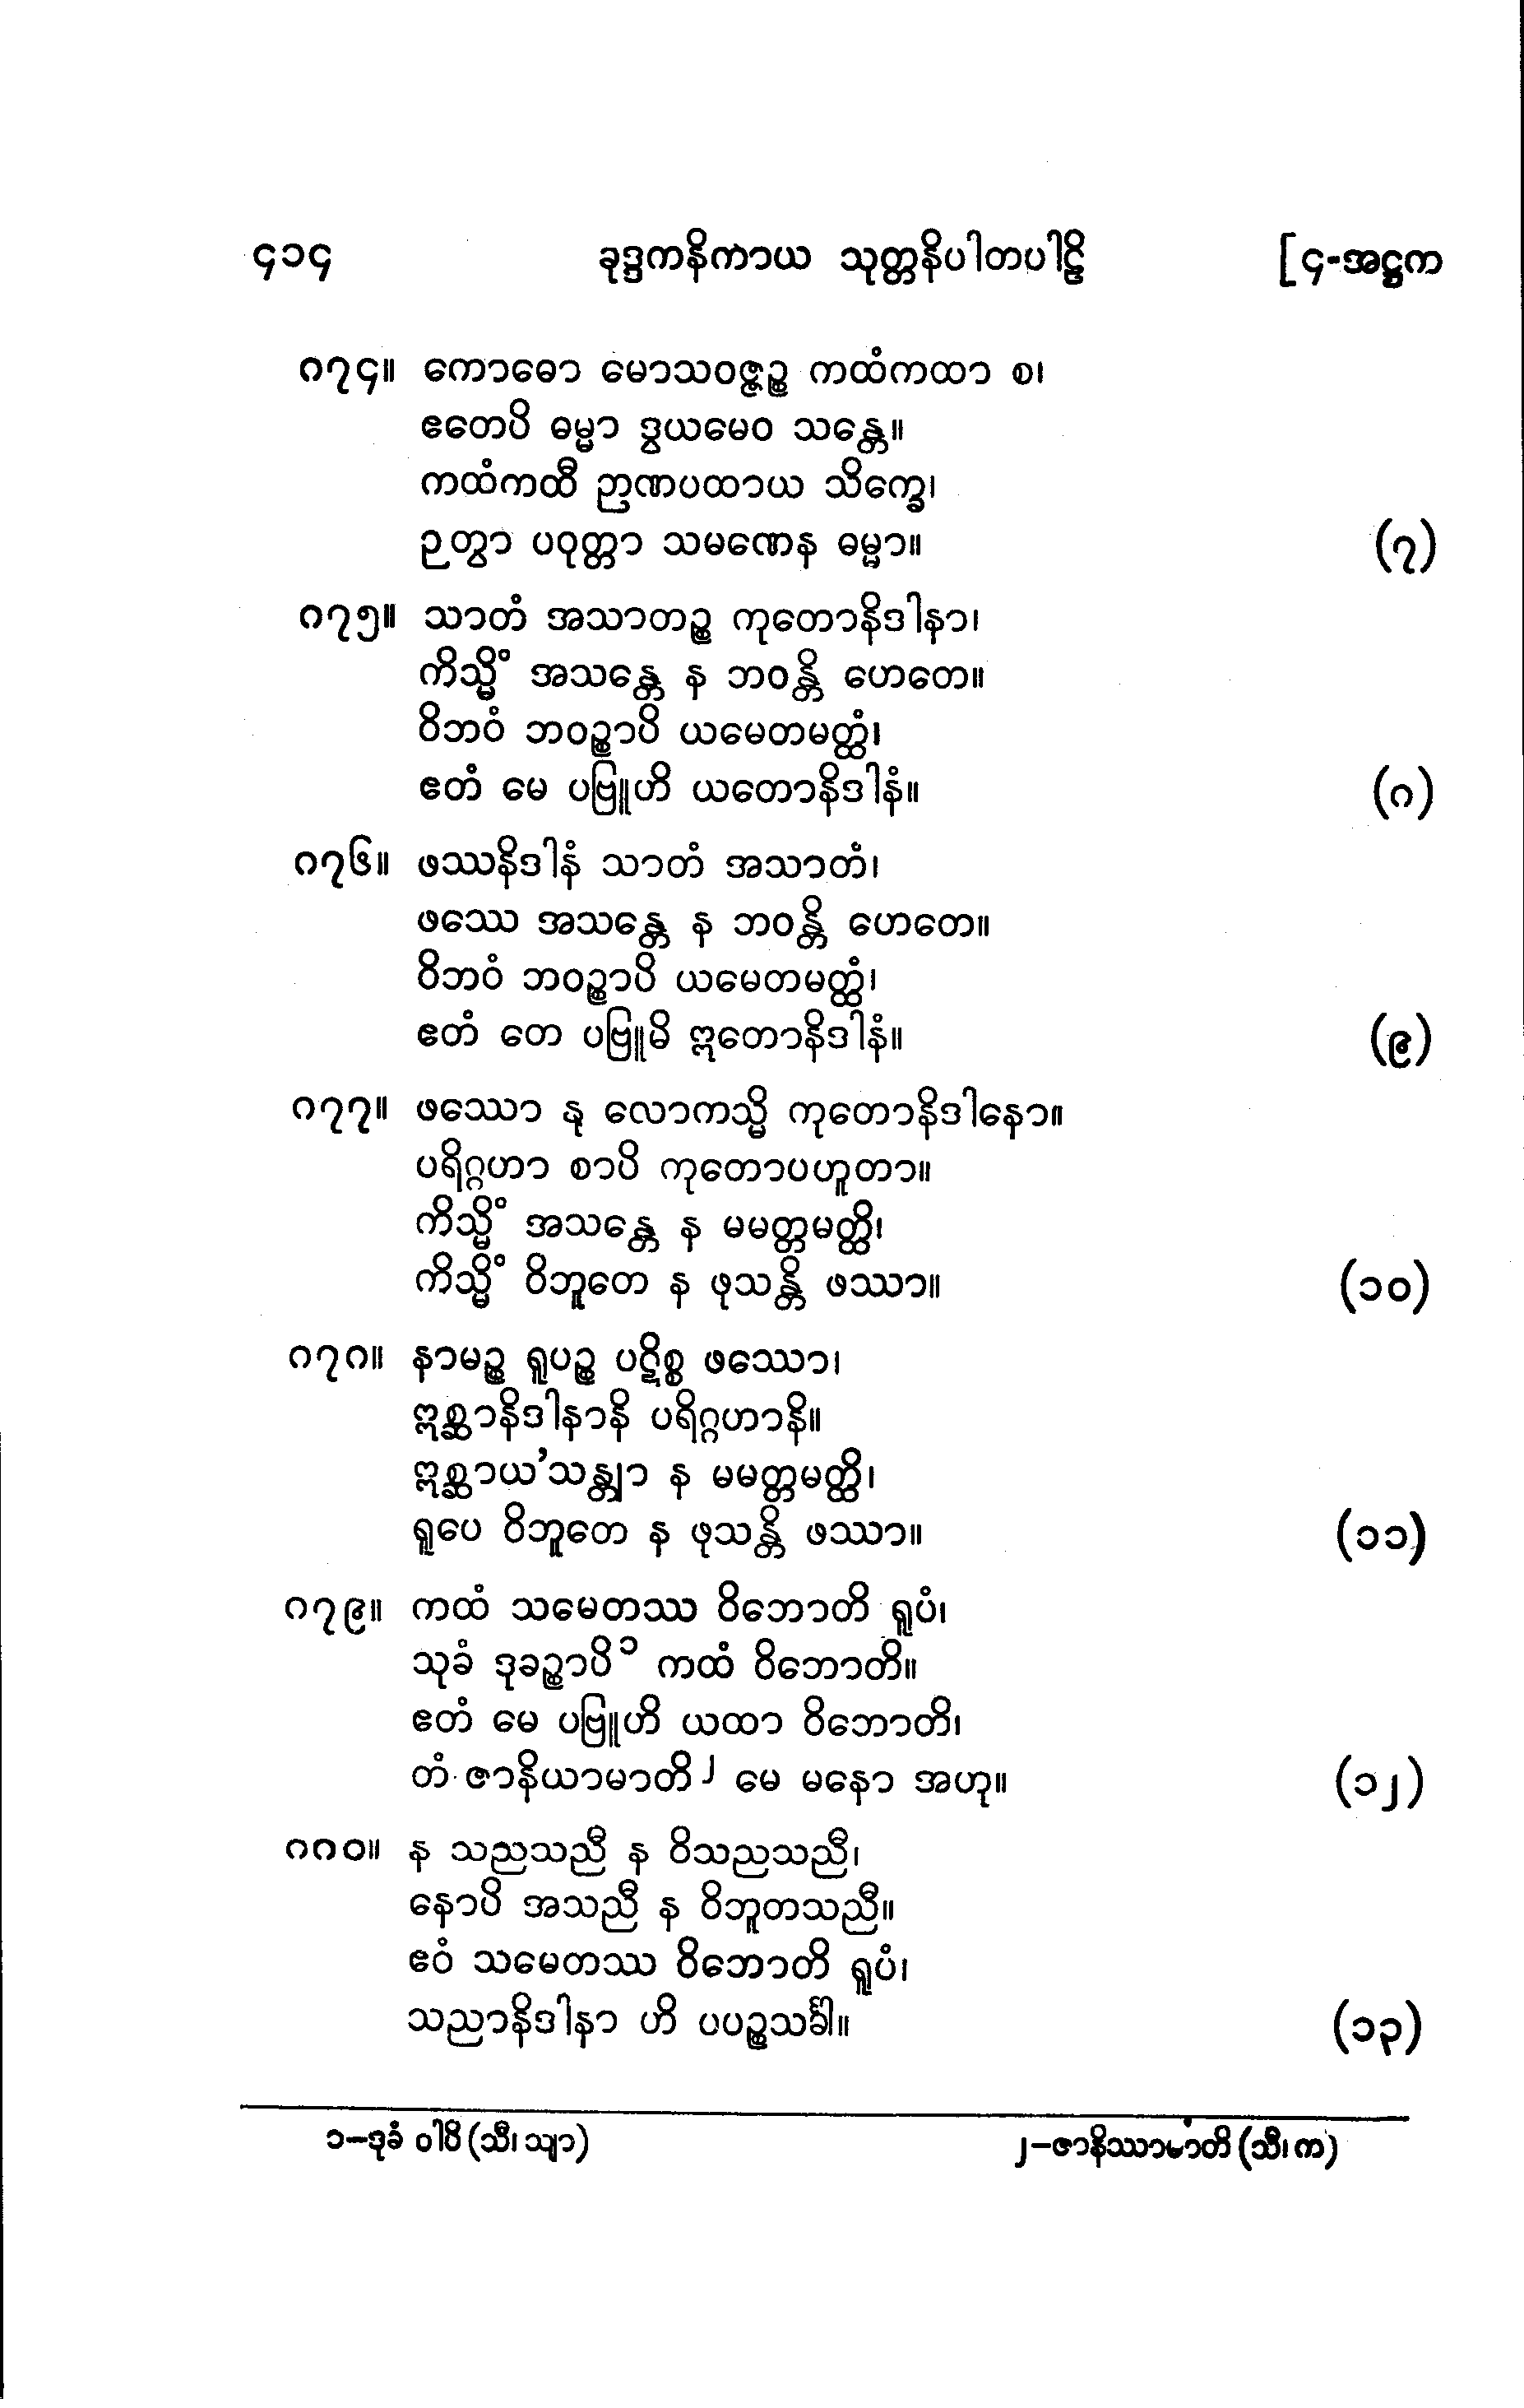 ၄၁၄ ခုဒ္ဒကနိကာယ သုတ္တနိပါတပါဠိ [၄-အဋ္ဌက
၈၇၄။ ကောဓော မောသဝဇ္ဇဉ္စ ကထံကထာ စ၊
ဧတေပိ ဓမ္မာ ဒွယမေဝ သန္တေ။
ကထံကထီ ဉာဏပထာယ သိက္ခေ၊
ဉတွာ ပဝုတ္တာ သမဏေန ဓမ္မာ။ (၇)
၈၇၅။ သာတံ အသာတဉ္စ ကုတောနိဒါနာ၊
ကိသ္မိံ အသန္တေ န ဘဝန္တိ ဟေတေ။
ဝိဘဝံ ဘဝဉ္စာပိ ယမေတမတ္ထံ၊
ဧတံ မေ ပဗြူဟိ ယတောနိဒါနံ။ (၈)
၈၇၆။ ဖဿနိဒါနံ သာတံ အသာတံ၊
ဖဿေ အသန္တေ န ဘဝန္တိ ဟေတေ။
ဝိဘဝံ ဘဝဉ္စာပိ ယမေတမတ္ထံ၊
ဧတံ တေ ပဗြူမိ ဣတောနိဒါနံ။ (၉)
၈၇၇။ ဖဿော နု လောကသ္မိ ကုတောနိဒါနော။
ပရိဂ္ဂဟာ စာပိ ကုတောပဟူတာ။
ကိသ္မိံ အသန္တေ န မမတ္တမတ္ထိ၊
ကိသ္မိံ ဝိဘူတေ န ဖုသန္တိ ဖဿာ။ (၁၀)
၈၇၈။ နာမဉ္စ ရူပဉ္စ ပဋိစ္စ ဖဿော၊
ဣစ္ဆာနိဒါနာနိ ပရိဂ္ဂဟာနိ။
ဣစ္ဆာယ'သန္တျာ န မမတ္တမတ္ထိ၊
ရူပေ ဝိဘူတေ န ဖုသန္တိ ဖဿာ။ (၁၁)
၈၇၉။ ကထံ သမေတဿ ဝိဘောတိ ရူပံ၊
သုခံ ဒုခဉ္စာပိ ၁ ကထံ ဝိဘောတိ။
ဧတံ မေ ပဗြူဟိ ယထာ ဝိဘောတိ၊
တံ ဇာနိယာမာတိ ၂ မေ မနော အဟု။ (၁၂)
၈၈၀။ န သညသညီ န ဝိသညသညီ၊
နောပိ အသညီ န ဝိဘူတသညီ။
ဧဝံ သမေတဿ ဝိဘောတိ ရူပံ၊
သညာနိဒါနာ ဟိ ပပဉ္စသင်္ခါ။ (၁၃)
၁-ဒုခံ ဝါပိ (သီ၊ သျာ) ၂-ဇာနိဿာမာတိ (သီ၊ က)